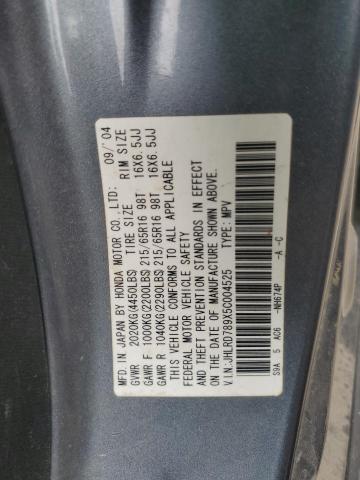 MFD. IN JAPAN BY HONDA MOTOR CO., LTD: 09/ 04
GVWR 2020KG(4450LBS) TIRE SIZE RIM SIZE
GAWR F 1000KG(2200LBS) 215/65R16 98T 16X6.5JJ
GAWR R 1040KG(2290LBS) 215/65R16 98T 16X6.5JJ
THIS VEHICLE CONFORMS TO ALL APPLICABLE
FEDERAL MOTOR VEHICLE SAFETY
AND THEFT PREVENTION STANDARDS IN EFFECT
ON THE DATE OF MANUFACTURE SHOWN ABOVE.
V.I.N: JHLRD789X5C004525 TYPE: MPV
S9A 5 AC6 -NH674P -A -C